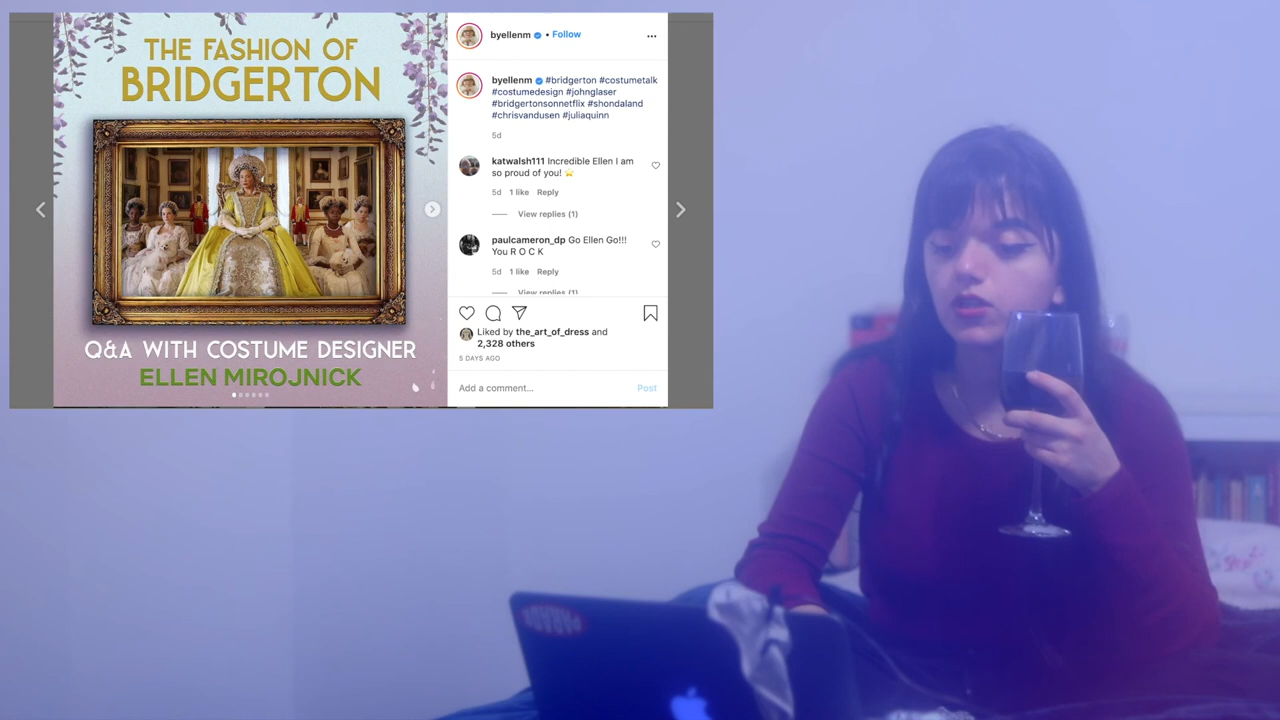 THE FASHION OF
BRIDGERTON
Q&A WITH COSTUME DESIGNER
ELLEN MIROJNICK
byellenm • Follow
byellenm #bridgerton #costumetalk
#costumedesign #johnglaser
#bridgertonsonnetflix #shondaland
#chrisvandusen #juliaquinn
5d
katwalsh111 Incredible Ellen I am
so proud of you! ⭐
5d 1 like Reply
View replies (1)
paulcameron_dp Go Ellen Go!!!
You R O C K
5d 1 like Reply
View replies (1)
Liked by the_art_of_dress and
2,328 others
5 DAYS AGO
Add a comment... Post